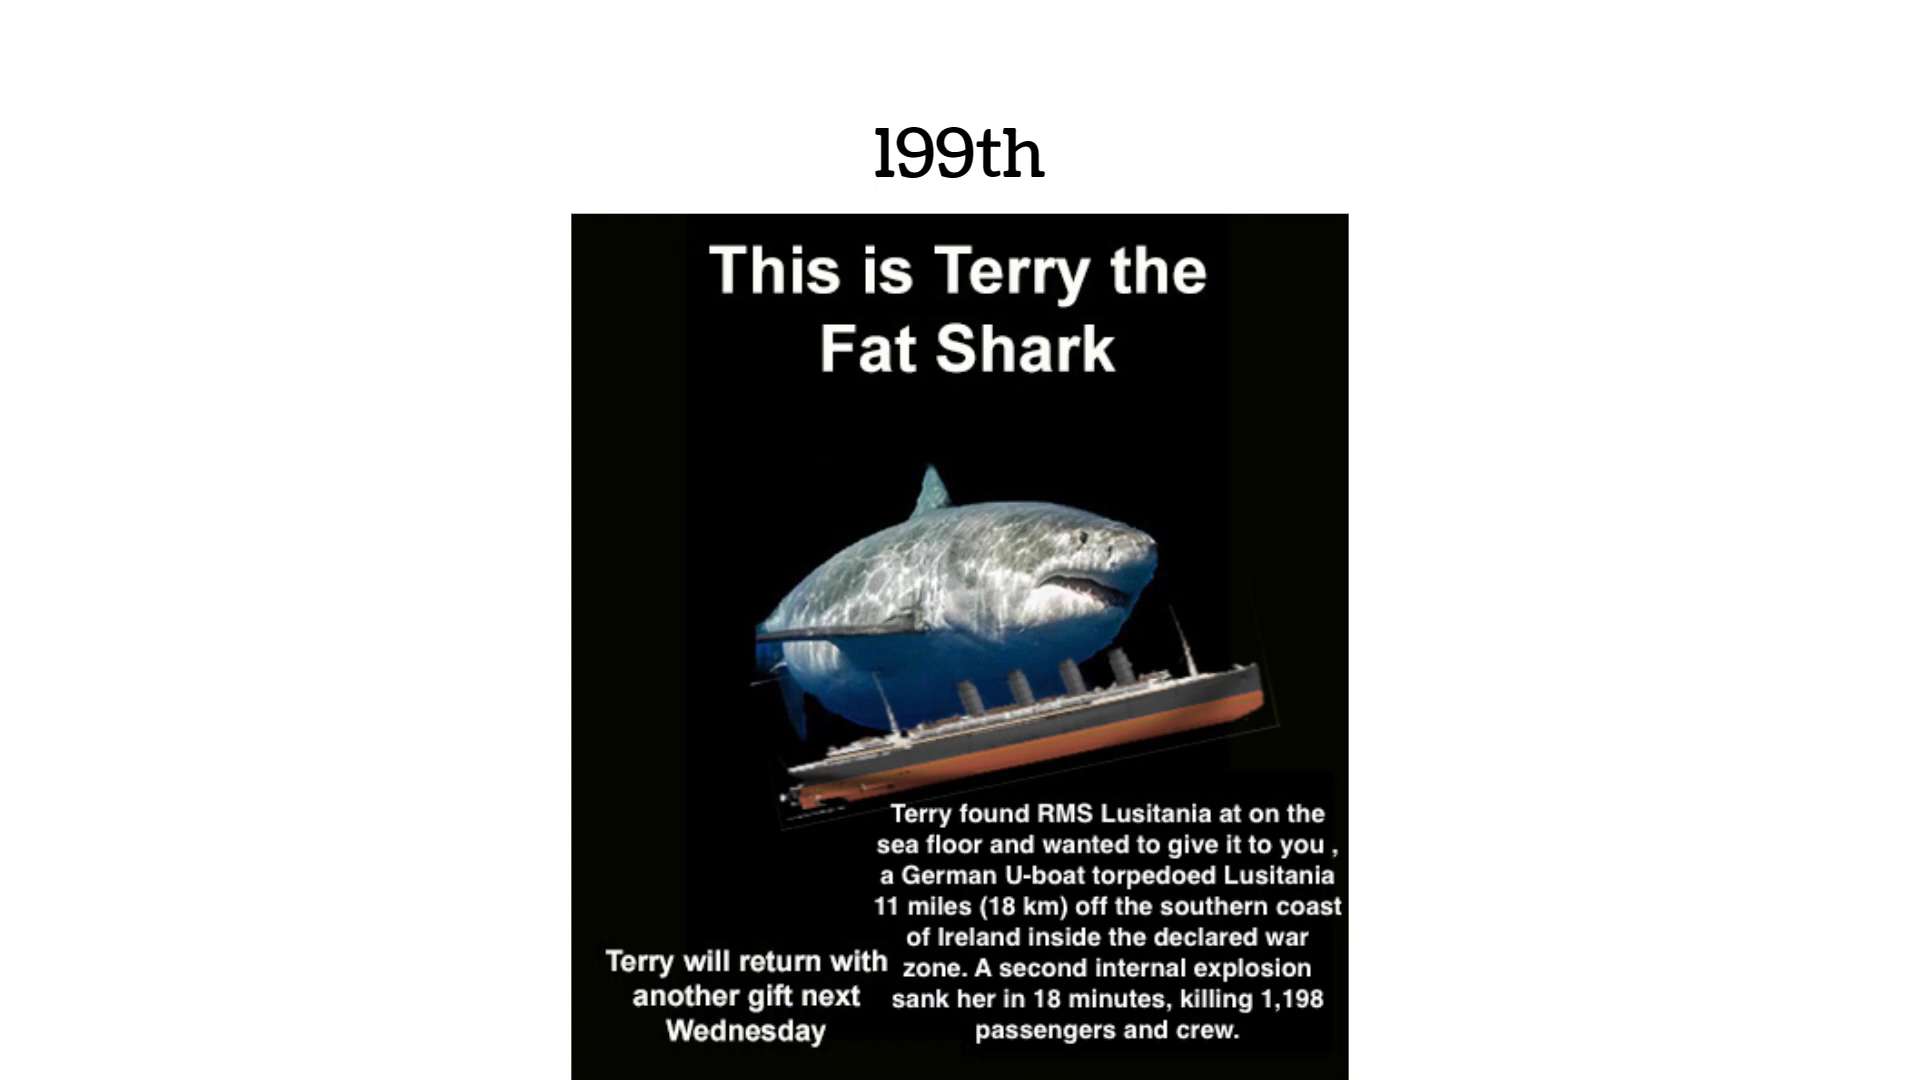 199th
This is Terry the
Fat Shark
Terry found RMS Lusitania at on the
sea floor and wanted to give it to you ,
a German U-boat torpedoed Lusitania
11 miles (18 km) off the southern coast
of Ireland inside the declared war
zone. A second internal explosion
sank her in 18 minutes, killing 1,198
passengers and crew.
Terry will return with
another gift next
Wednesday